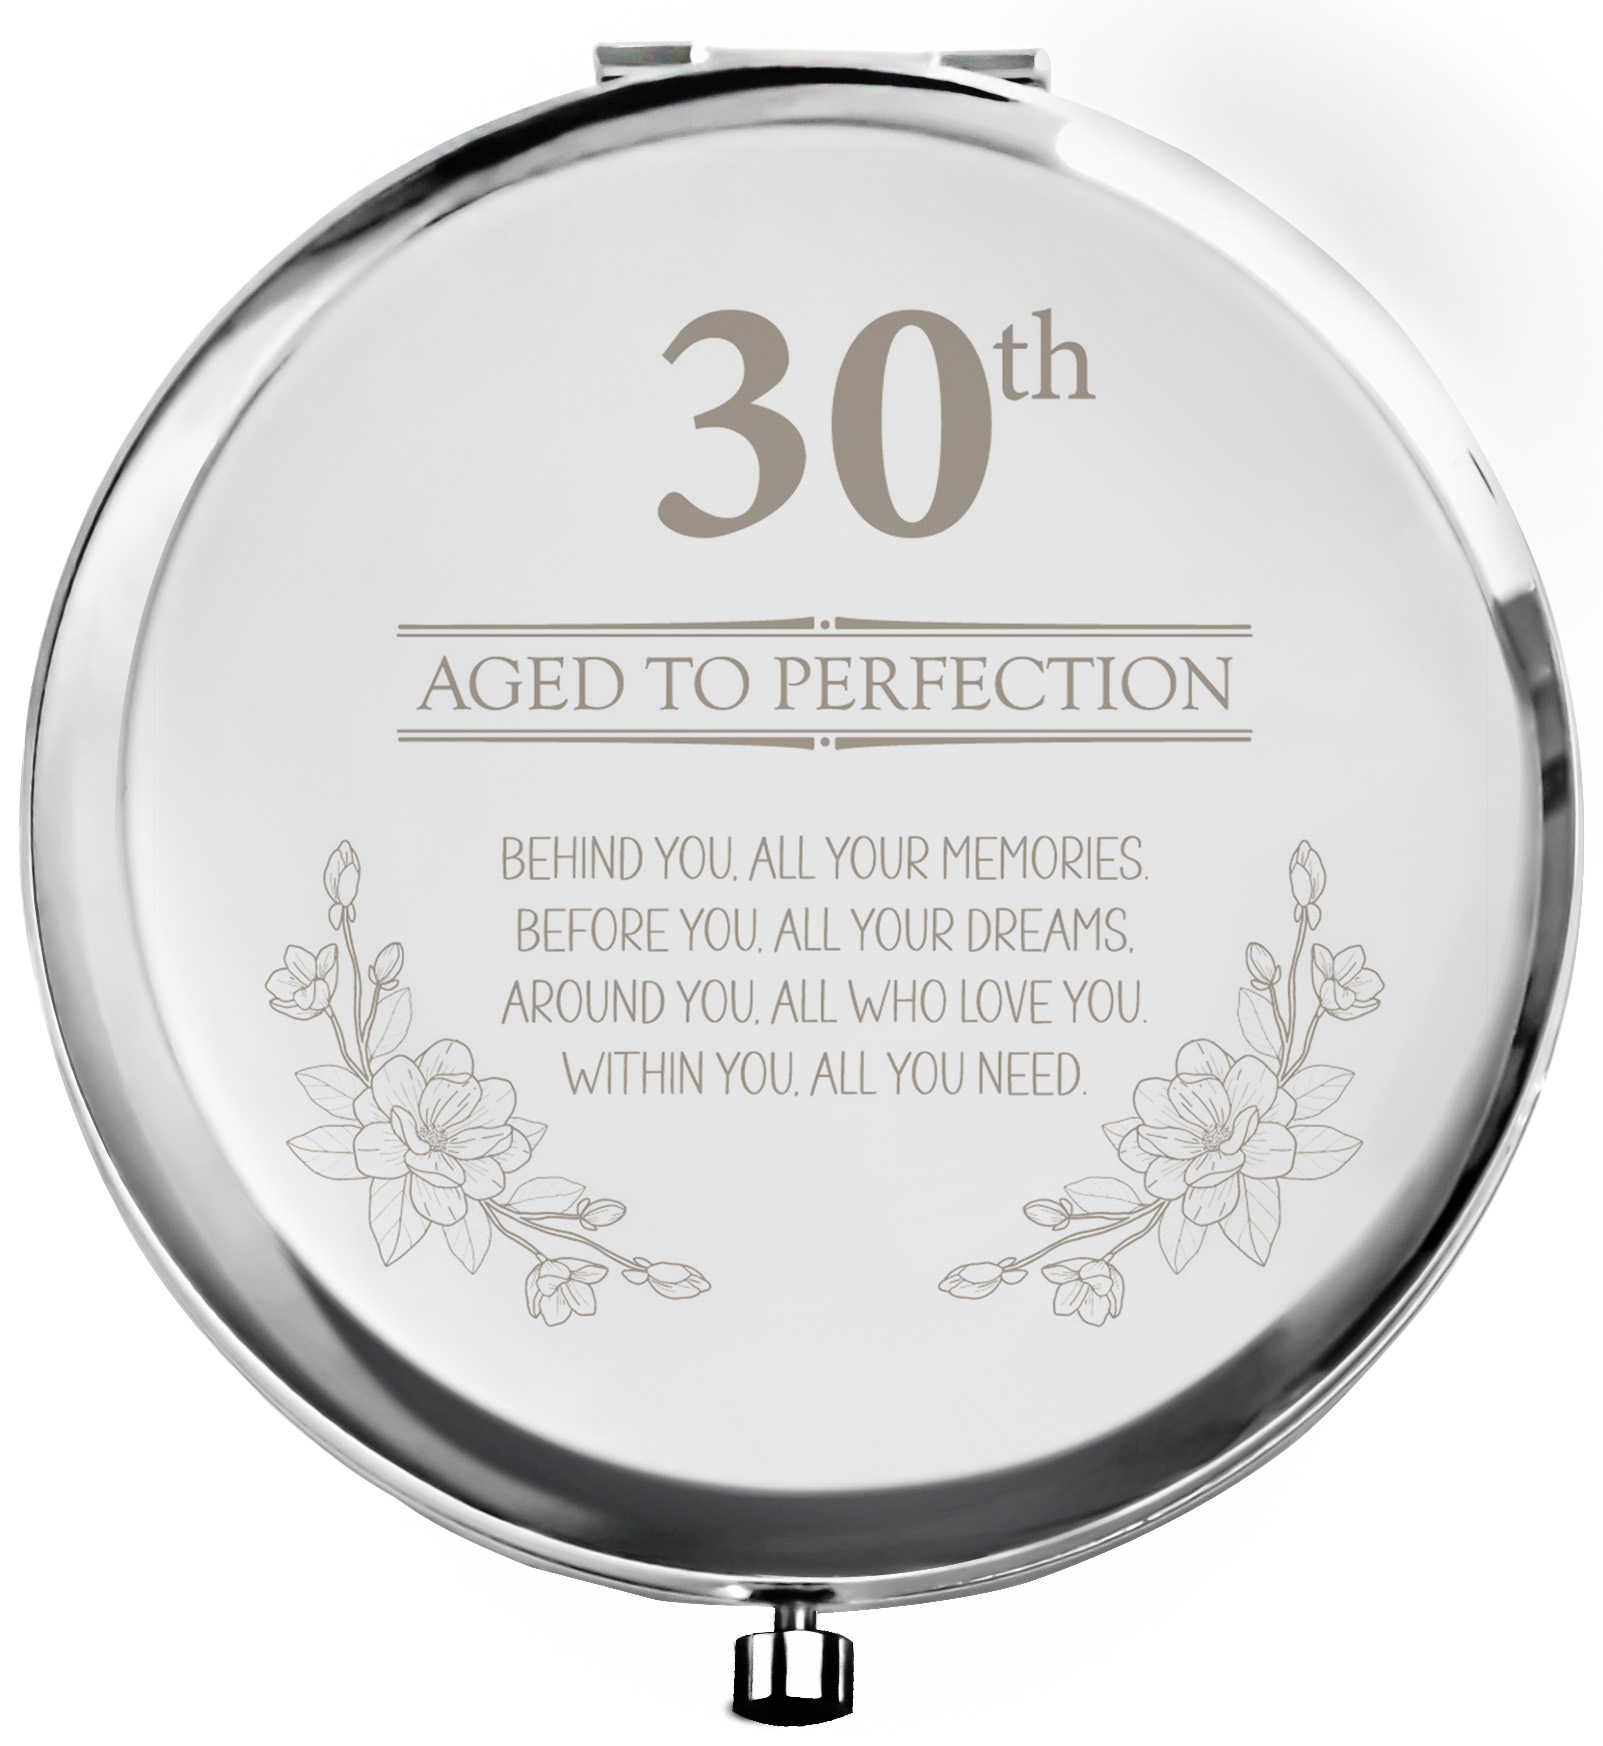 30th
AGED TO PERFECTION
BEHIND YOU, ALL YOUR MEMORIES.
BEFORE YOU, ALL YOUR DREAMS,
AROUND YOU, ALL WHO LOVE YOU.
WITHIN YOU, ALL YOU NEED.